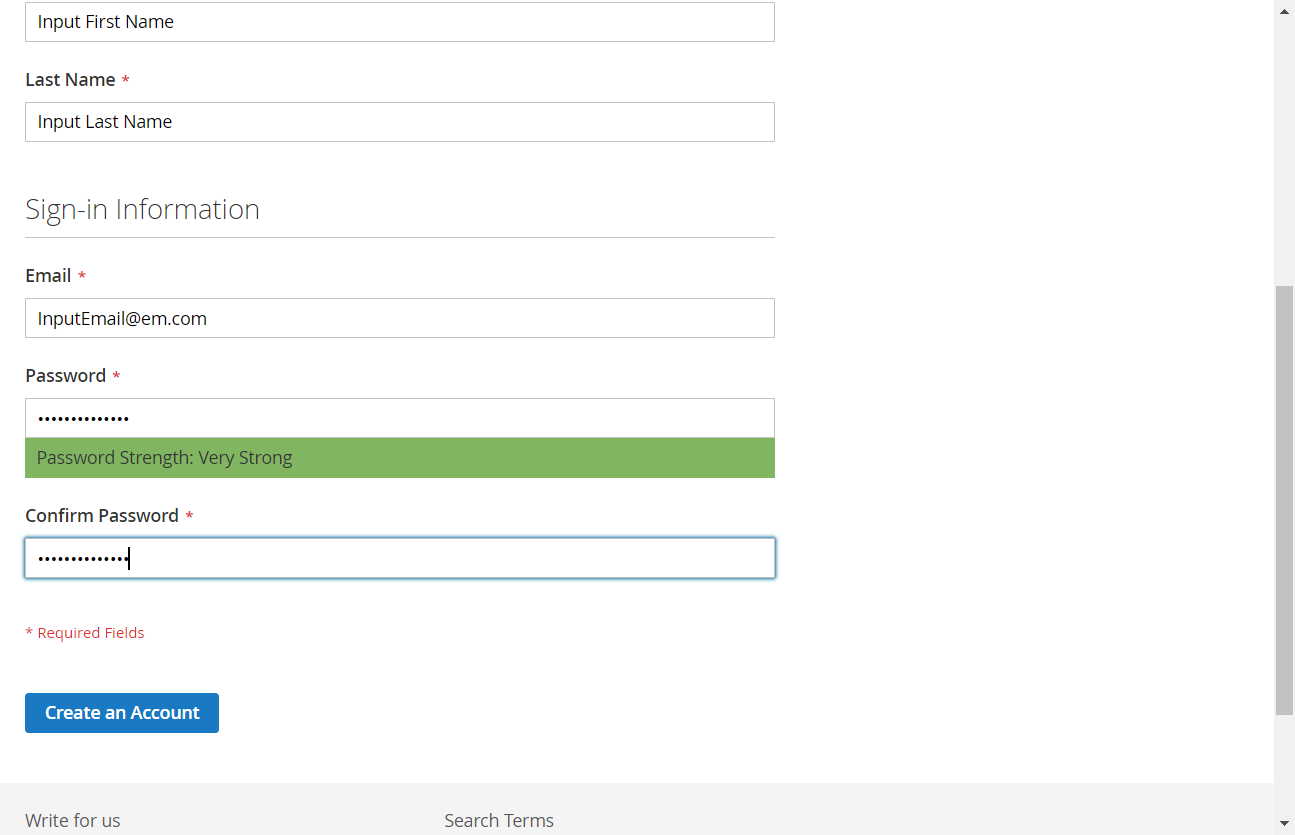 Input First Name
Last Name *
Input Last Name
Sign-in Information
Email *
InputEmail@em.com
Password *
••••••••••••••
Password Strength: Very Strong
Confirm Password *
••••••••••••••
* Required Fields
Create an Account
Write for us
Search Terms